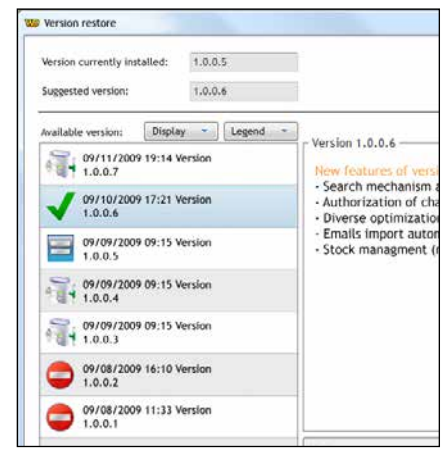 Version restore
Version currently installed: 1.0.0.5
Suggested version: 1.0.0.6
Available version: Display Legend
Version 1.0.0.6
09/11/2009 19:14 Version
1.0.0.7
New features of versi
09/10/2009 17:21 Version
1.0.0.6
- Search mechanism a
- Authorization of cha
- Diverse optimization
- Emails import autom
- Stock managment (r
09/09/2009 09:15 Version
1.0.0.5
09/09/2009 09:15 Version
1.0.0.4
09/09/2009 09:15 Version
1.0.0.3
09/08/2009 16:10 Version
1.0.0.2
09/08/2009 11:33 Version
1.0.0.1